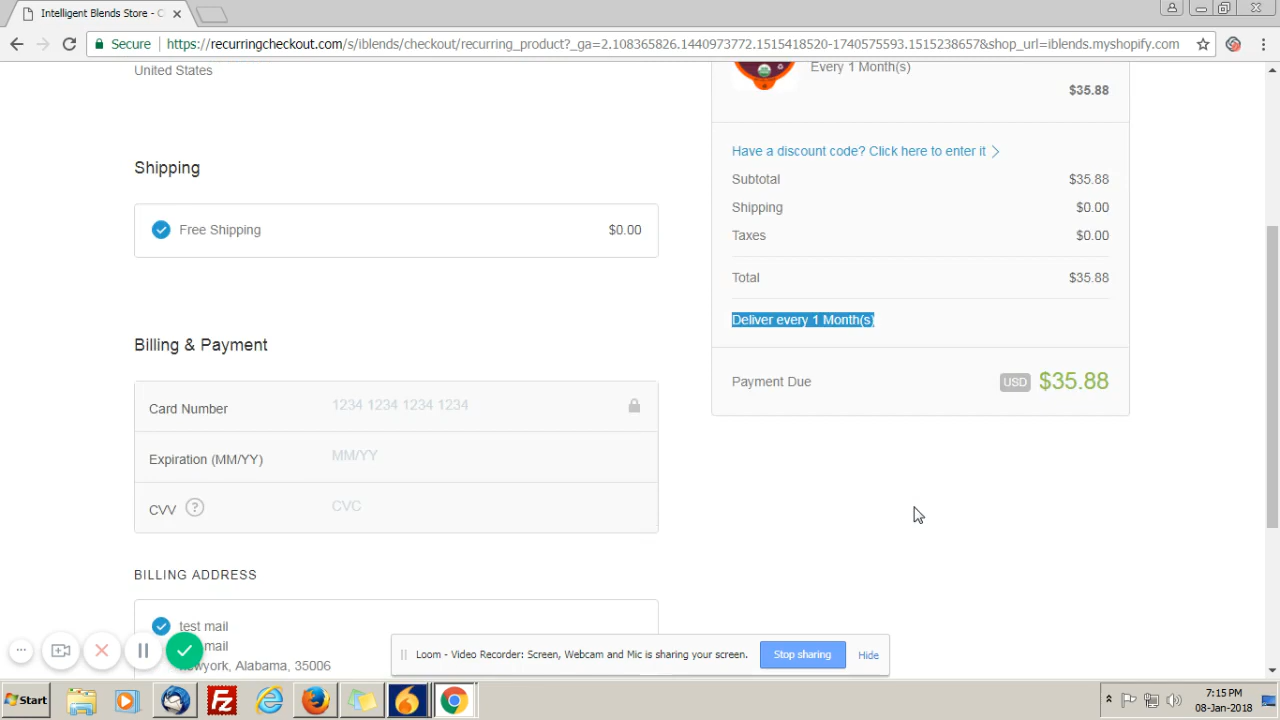 Intelligent Blends Store - C
Secure
https://recurringcheckout.com/s/iblends/checkout/recurring_product?_ga=2.108365826.1440973772.1515418520-1740575593.1515238657&shop_url=iblends.myshopify.com
United States
Every 1 Month(s)
$35.88
Shipping
Free Shipping $0.00
Have a discount code? Click here to enter it
Subtotal $35.88
Shipping $0.00
Taxes $0.00
Total $35.88
Deliver every 1 Month(s)
Payment Due USD $35.88
Billing & Payment
Card Number 1234 1234 1234 1234
Expiration (MM/YY) MM/YY
CVV ? CVC
BILLING ADDRESS
test mail
mail
ewyork, Alabama, 35006
Loom - Video Recorder: Screen, Webcam and Mic is sharing your screen.
Stop sharing
Hide
Start
7:15 PM
08-Jan-2018